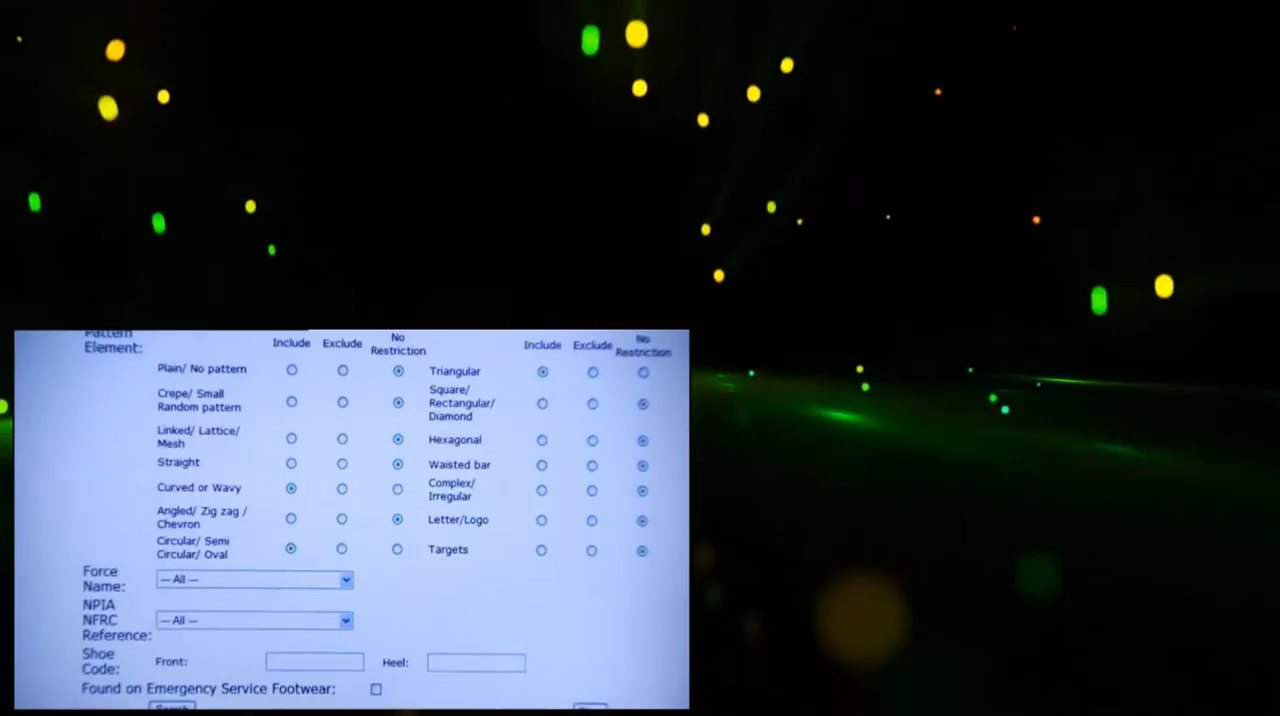 Pattern
Element:
Include Exclude No Restriction Include Exclude No Restriction
Plain/ No pattern Triangular
Crepe/ Small Random pattern Square/ Rectangular/ Diamond
Linked/ Lattice/ Mesh Hexagonal
Straight Waisted bar
Curved or Wavy Complex/ Irregular
Angled/ Zig zag / Chevron Letter/Logo
Circular/ Semi Circular/ Oval Targets
Force Name: -- All --
NPIA NFRC Reference: -- All --
Shoe Code: Front: Heel:
Found on Emergency Service Footwear:
Search